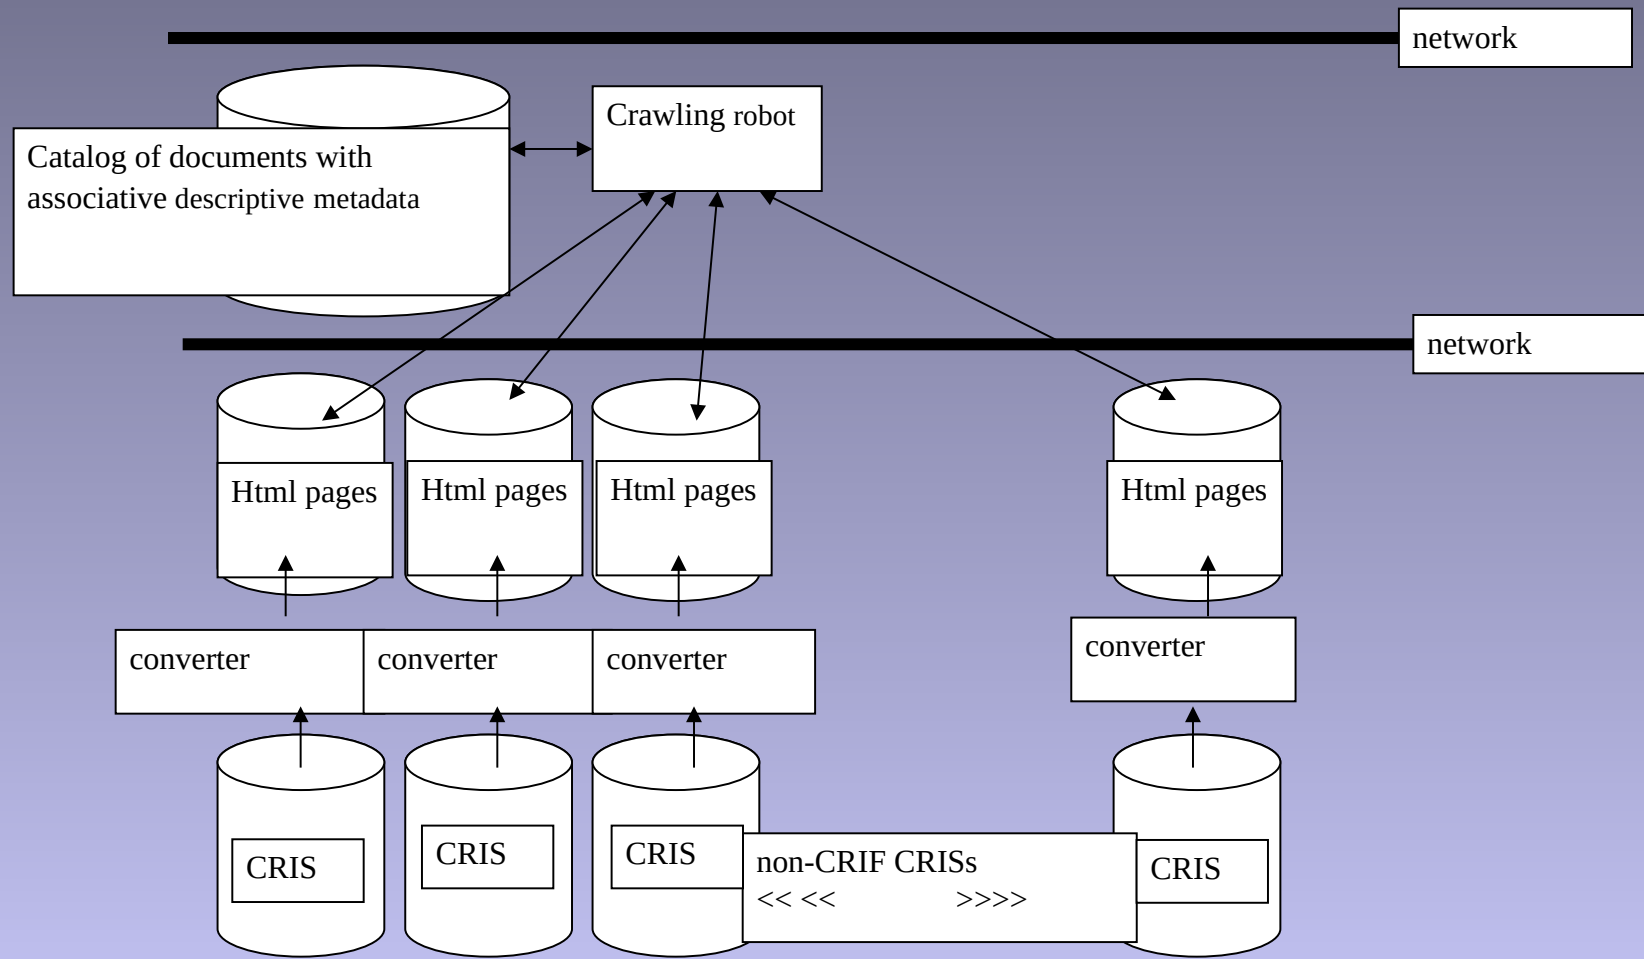 network
Crawling robot
Catalog of documents with
associative descriptive metadata
network
Html pages
Html pages
Html pages
Html pages
converter
converter
converter
converter
CRIS
CRIS
CRIS
non-CRIF CRISs
<< << >>>>
CRIS